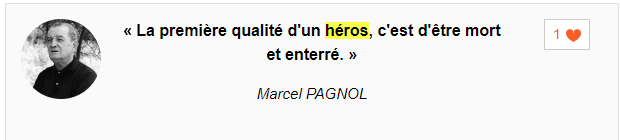 « La première qualité d'un héros, c'est d'être mort
et enterré. »
1
Marcel PAGNOL